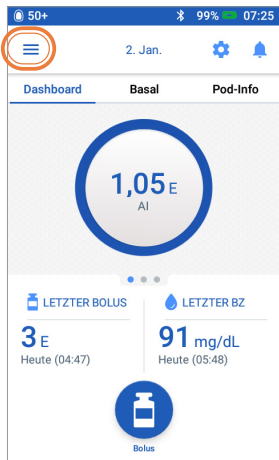 50+ 99% 07:25
2. Jan.
Dashboard Basal Pod-Info
1,05 E
AI
LETZTER BOLUS LETZTER BZ
3 E 91 mg/dL
Heute (04:47) Heute (05:48)
Bolus